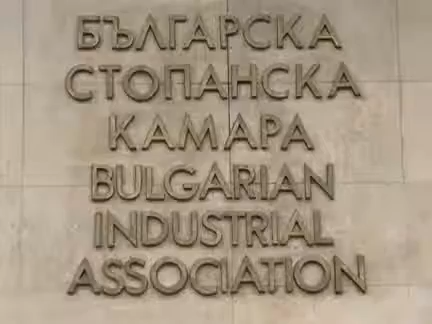 БЪЛГАРСКА
СТОПАНСКА
КАМАРА
BULGARIAN
INDUSTRIAL
ASSOCIATION